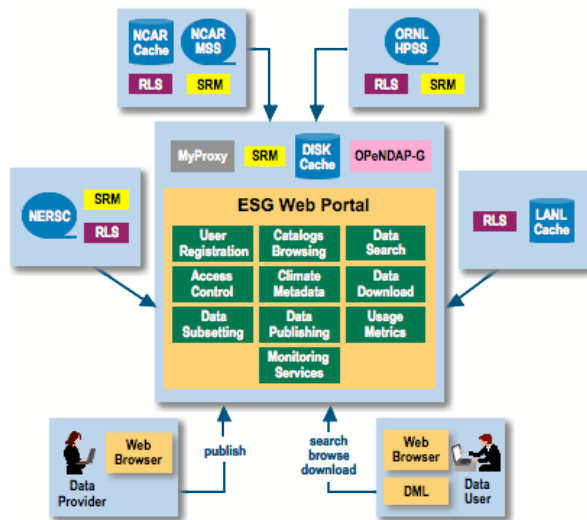 NCAR
Cache
NCAR
MSS
RLS
SRM
ORNL
HPSS
RLS
SRM
MyProxy
SRM
DISK
Cache
OPeNDAP-G
NERSC
SRM
RLS
RLS
LANL
Cache
ESG Web Portal
User
Registration
Catalogs
Browsing
Data
Search
Access
Control
Climate
Metadata
Data
Download
Data
Subsetting
Data
Publishing
Usage
Metrics
Monitoring
Services
Data
Provider
Web
Browser
publish
search
browse
download
Web
Browser
DML
Data
User